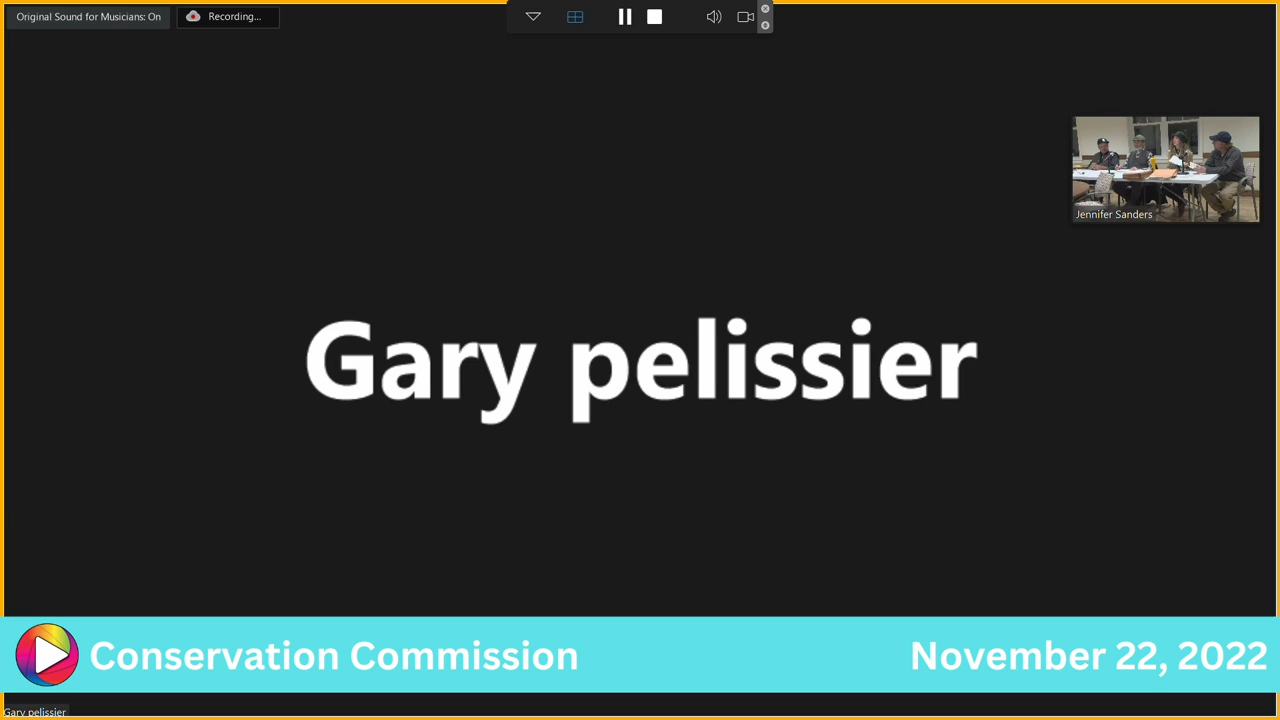 Original Sound for Musicians: On
Recording...
Jennifer Sanders
Gary pelissier
Conservation Commission
November 22, 2022
Gary pelissier